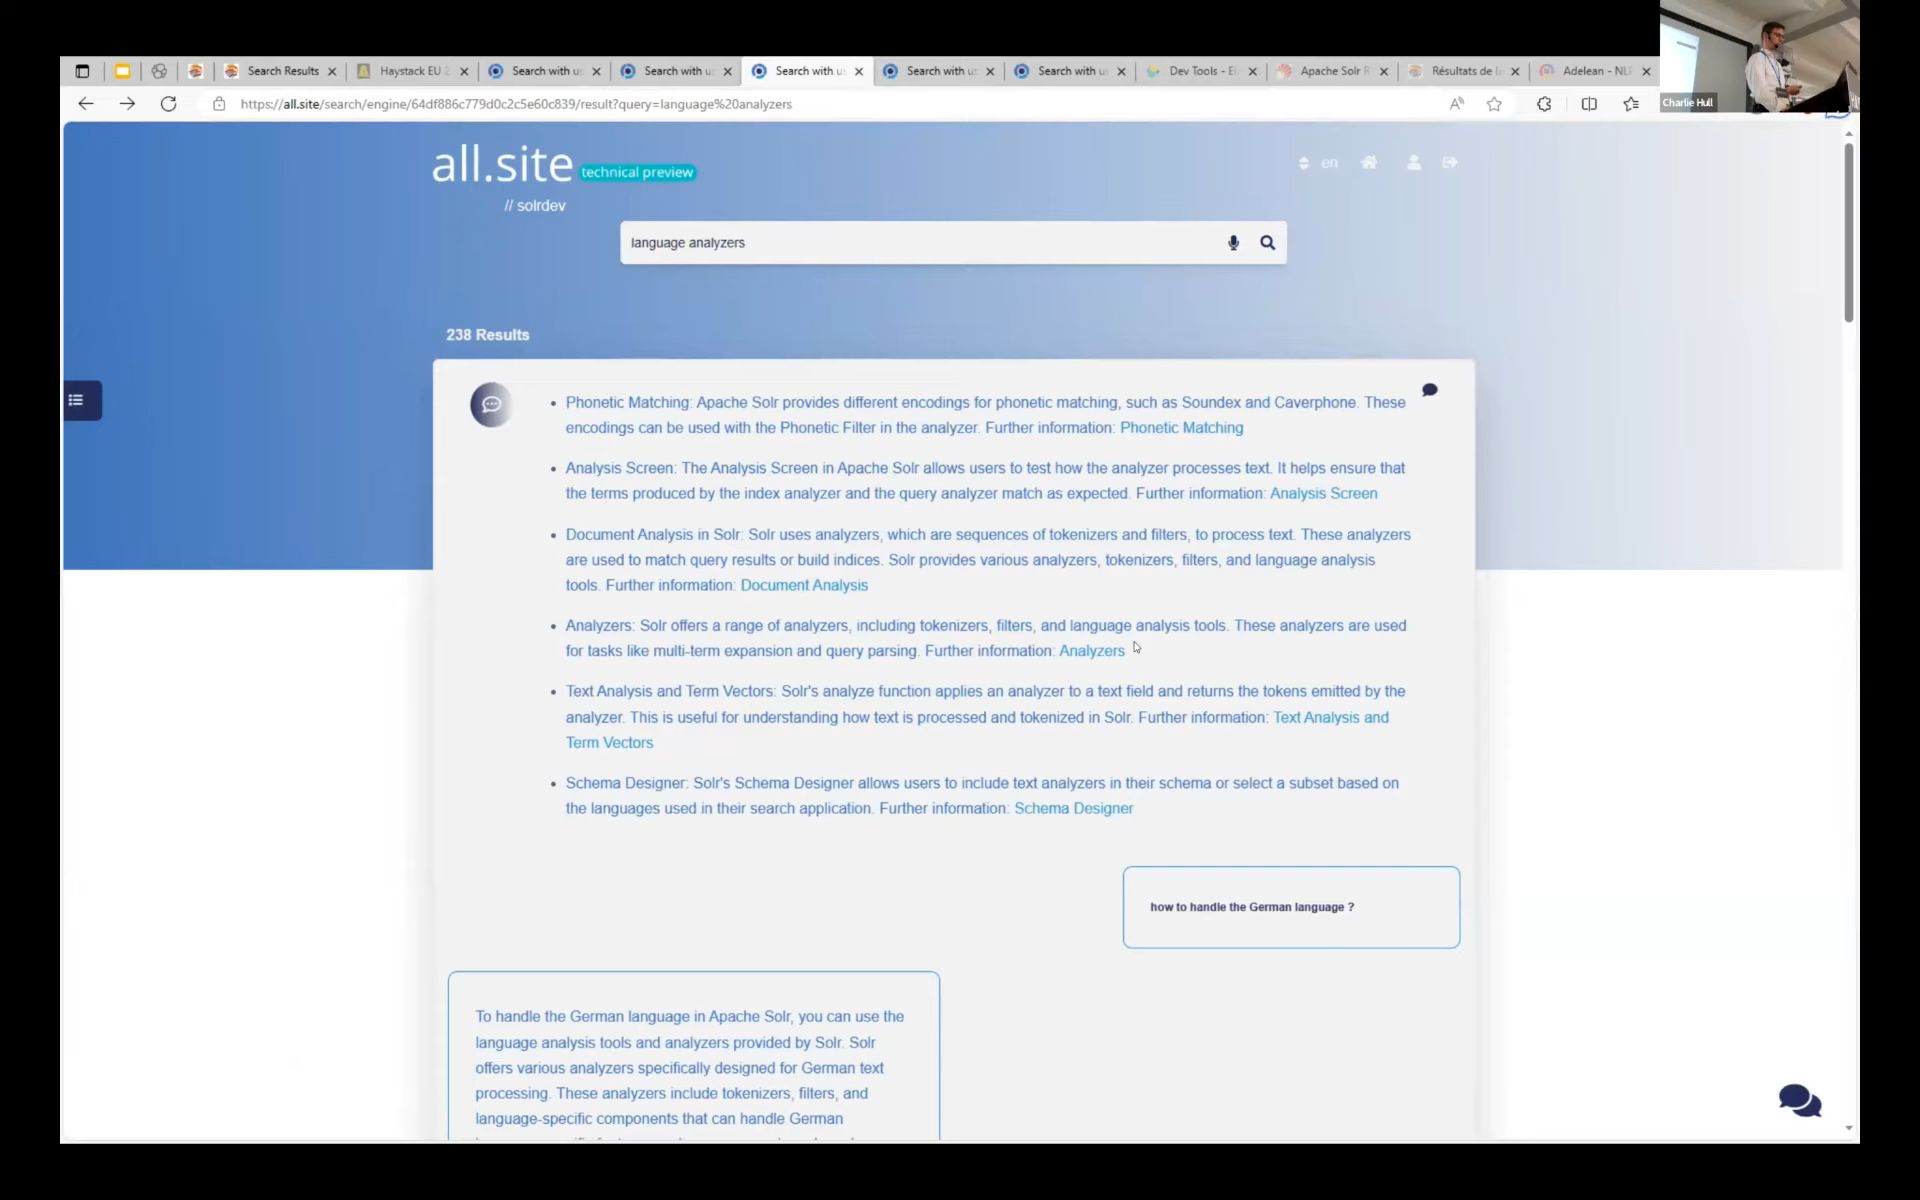 Search Results
Haystack EU 2
Search with us
Search with us
Search with us
Search with us
Search with us
Dev Tools - El
Apache Solr R
Résultats de la
Adelean - NLP
https://all.site/search/engine/64df886c779d0c2c5e60c839/result?query=language%20analyzers
Charlie Hull
all.site technical preview
en
// solrdev
language analyzers
238 Results
Phonetic Matching: Apache Solr provides different encodings for phonetic matching, such as Soundex and Caverphone. These
encodings can be used with the Phonetic Filter in the analyzer. Further information: Phonetic Matching
Analysis Screen: The Analysis Screen in Apache Solr allows users to test how the analyzer processes text. It helps ensure that
the terms produced by the index analyzer and the query analyzer match as expected. Further information: Analysis Screen
Document Analysis in Solr: Solr uses analyzers, which are sequences of tokenizers and filters, to process text. These analyzers
are used to match query results or build indices. Solr provides various analyzers, tokenizers, filters, and language analysis
tools. Further information: Document Analysis
Analyzers: Solr offers a range of analyzers, including tokenizers, filters, and language analysis tools. These analyzers are used
for tasks like multi-term expansion and query parsing. Further information: Analyzers
Text Analysis and Term Vectors: Solr's analyze function applies an analyzer to a text field and returns the tokens emitted by the
analyzer. This is useful for understanding how text is processed and tokenized in Solr. Further information: Text Analysis and
Term Vectors
Schema Designer: Solr's Schema Designer allows users to include text analyzers in their schema or select a subset based on
the languages used in their search application. Further information: Schema Designer
how to handle the German language ?
To handle the German language in Apache Solr, you can use the
language analysis tools and analyzers provided by Solr. Solr
offers various analyzers specifically designed for German text
processing. These analyzers include tokenizers, filters, and
language-specific components that can handle German